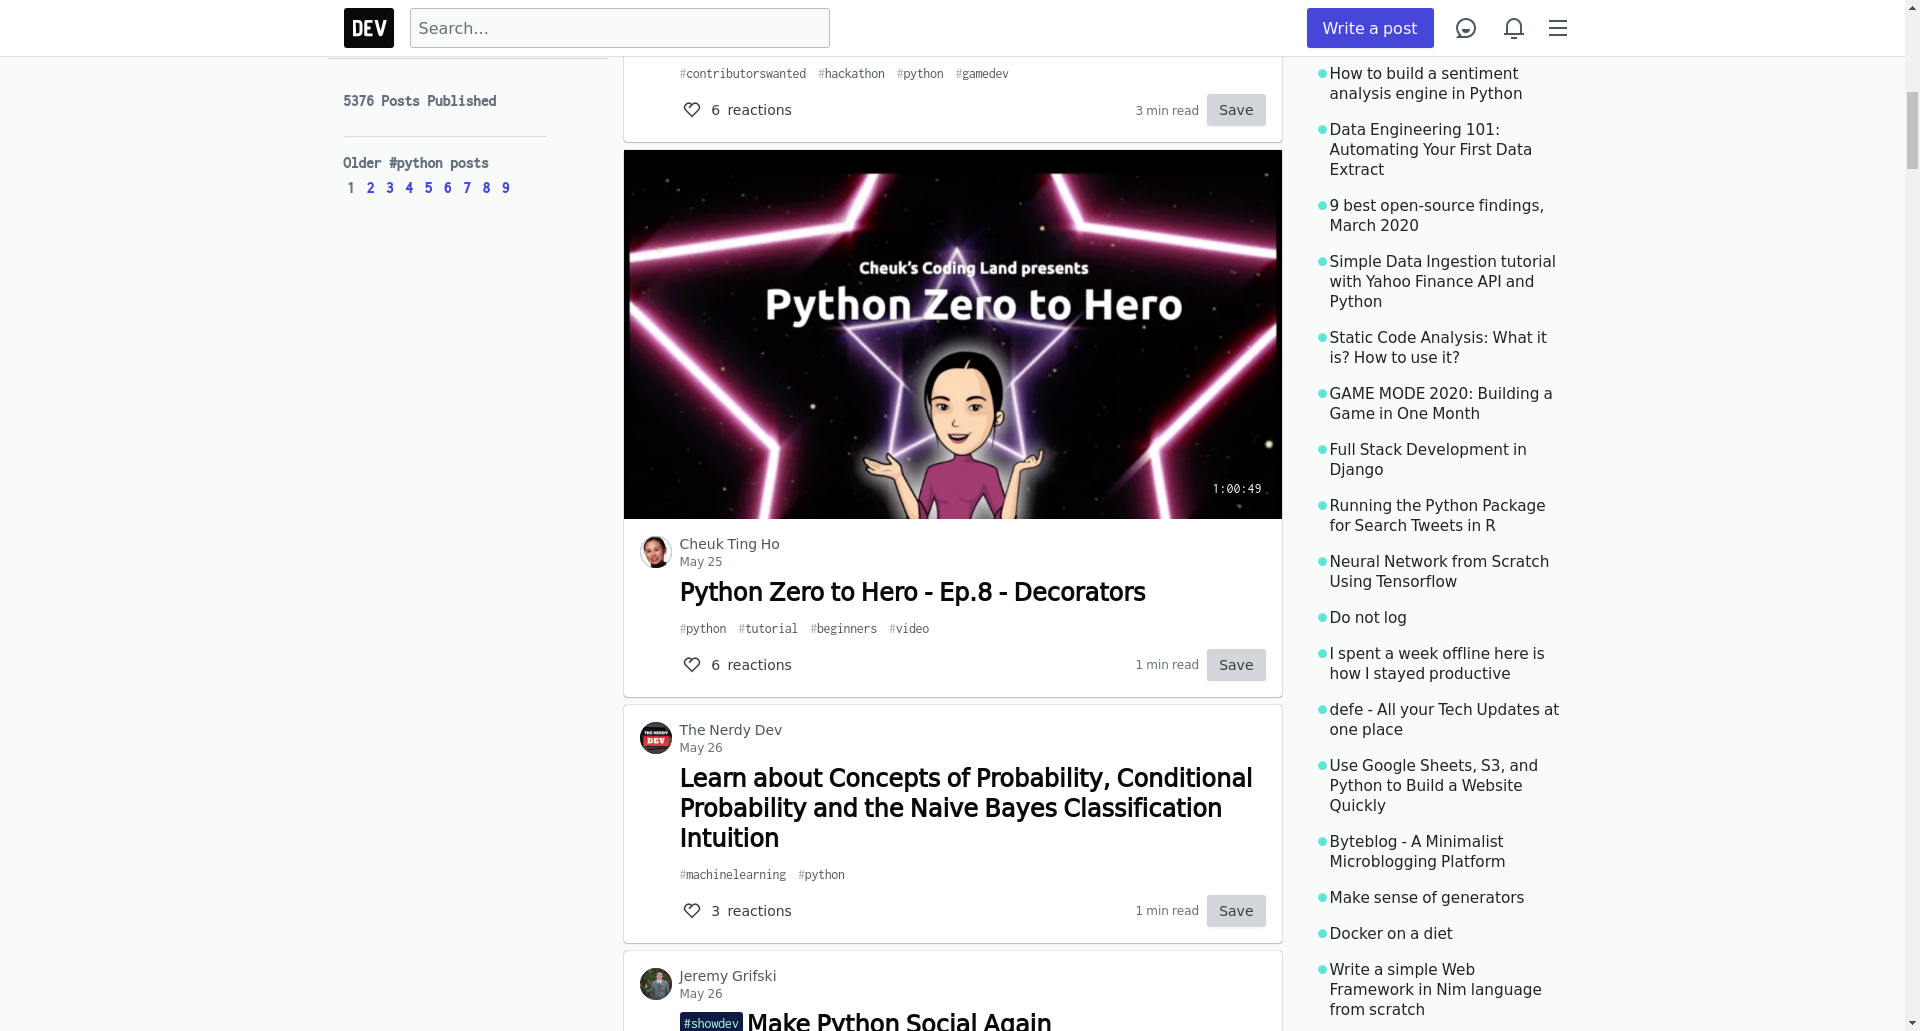 DEV
Search...
Write a post
5376 Posts Published
Older #python posts
1 2 3 4 5 6 7 8 9
#contributorswanted #hackathon #python #gamedev
6 reactions
3 min read
Save
Cheuk's Coding Land presents
Python Zero to Hero
1:00:49
Cheuk Ting Ho
May 25
Python Zero to Hero - Ep.8 - Decorators
#python #tutorial #beginners #video
6 reactions
1 min read
Save
THE NERDY
DEV
The Nerdy Dev
May 26
Learn about Concepts of Probability, Conditional
Probability and the Naive Bayes Classification
Intuition
#machinelearning #python
3 reactions
1 min read
Save
Jeremy Grifski
May 26
#showdev Make Python Social Again
How to build a sentiment
analysis engine in Python
Data Engineering 101:
Automating Your First Data
Extract
9 best open-source findings,
March 2020
Simple Data Ingestion tutorial
with Yahoo Finance API and
Python
Static Code Analysis: What it
is? How to use it?
GAME MODE 2020: Building a
Game in One Month
Full Stack Development in
Django
Running the Python Package
for Search Tweets in R
Neural Network from Scratch
Using Tensorflow
Do not log
I spent a week offline here is
how I stayed productive
defe - All your Tech Updates at
one place
Use Google Sheets, S3, and
Python to Build a Website
Quickly
Byteblog - A Minimalist
Microblogging Platform
Make sense of generators
Docker on a diet
Write a simple Web
Framework in Nim language
from scratch